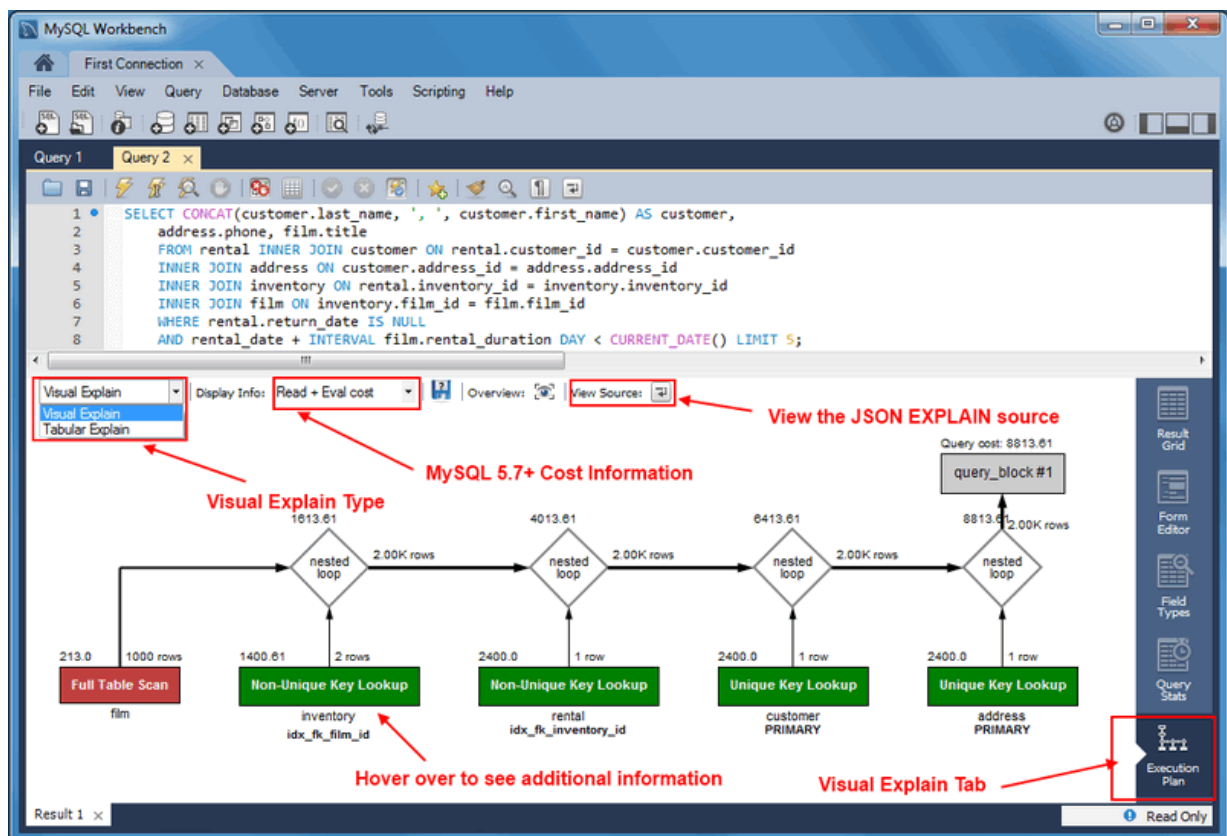 MySQL Workbench
First Connection ×
File Edit View Query Database Server Tools Scripting Help
Query 1 Query 2 ×
1 SELECT CONCAT(customer.last_name, ', ', customer.first_name) AS customer,
2 address.phone, film.title
3 FROM rental INNER JOIN customer ON rental.customer_id = customer.customer_id
4 INNER JOIN address ON customer.address_id = address.address_id
5 INNER JOIN inventory ON rental.inventory_id = inventory.inventory_id
6 INNER JOIN film ON inventory.film_id = film.film_id
7 WHERE rental.return_date IS NULL
8 AND rental_date + INTERVAL film.rental_duration DAY < CURRENT_DATE() LIMIT 5;
Visual Explain Display Info: Read + Eval cost Overview: View Source:
Visual Explain
Tabular Explain
View the JSON EXPLAIN source
MySQL 5.7+ Cost Information
Visual Explain Type
Query cost: 8813.61
query_block #1
1613.61 4013.61 6413.61 8813.61 2.00K rows
nested loop 2.00K rows nested loop 2.00K rows nested loop 2.00K rows nested loop
213.0 1000 rows 1400.61 2 rows 2400.0 1 row 2400.0 1 row 2400.0 1 row
Full Table Scan Non-Unique Key Lookup Non-Unique Key Lookup Unique Key Lookup Unique Key Lookup
film inventory rental customer address
idx_fk_film_id idx_fk_inventory_id PRIMARY PRIMARY
Hover over to see additional information
Visual Explain Tab
Result Grid
Form Editor
Field Types
Query Stats
Execution Plan
Result 1 × Read Only